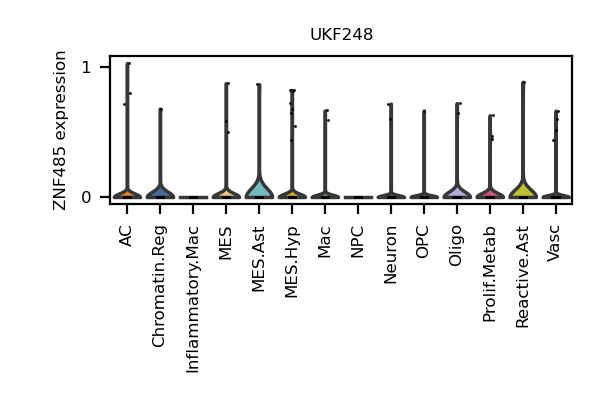 UKF248
ZNF485 expression
1
0
AC
Chromatin.Reg
Inflammatory.Mac
MES
MES.Ast
MES.Hyp
Mac
NPC
Neuron
OPC
Oligo
Prolif.Metab
Reactive.Ast
Vasc